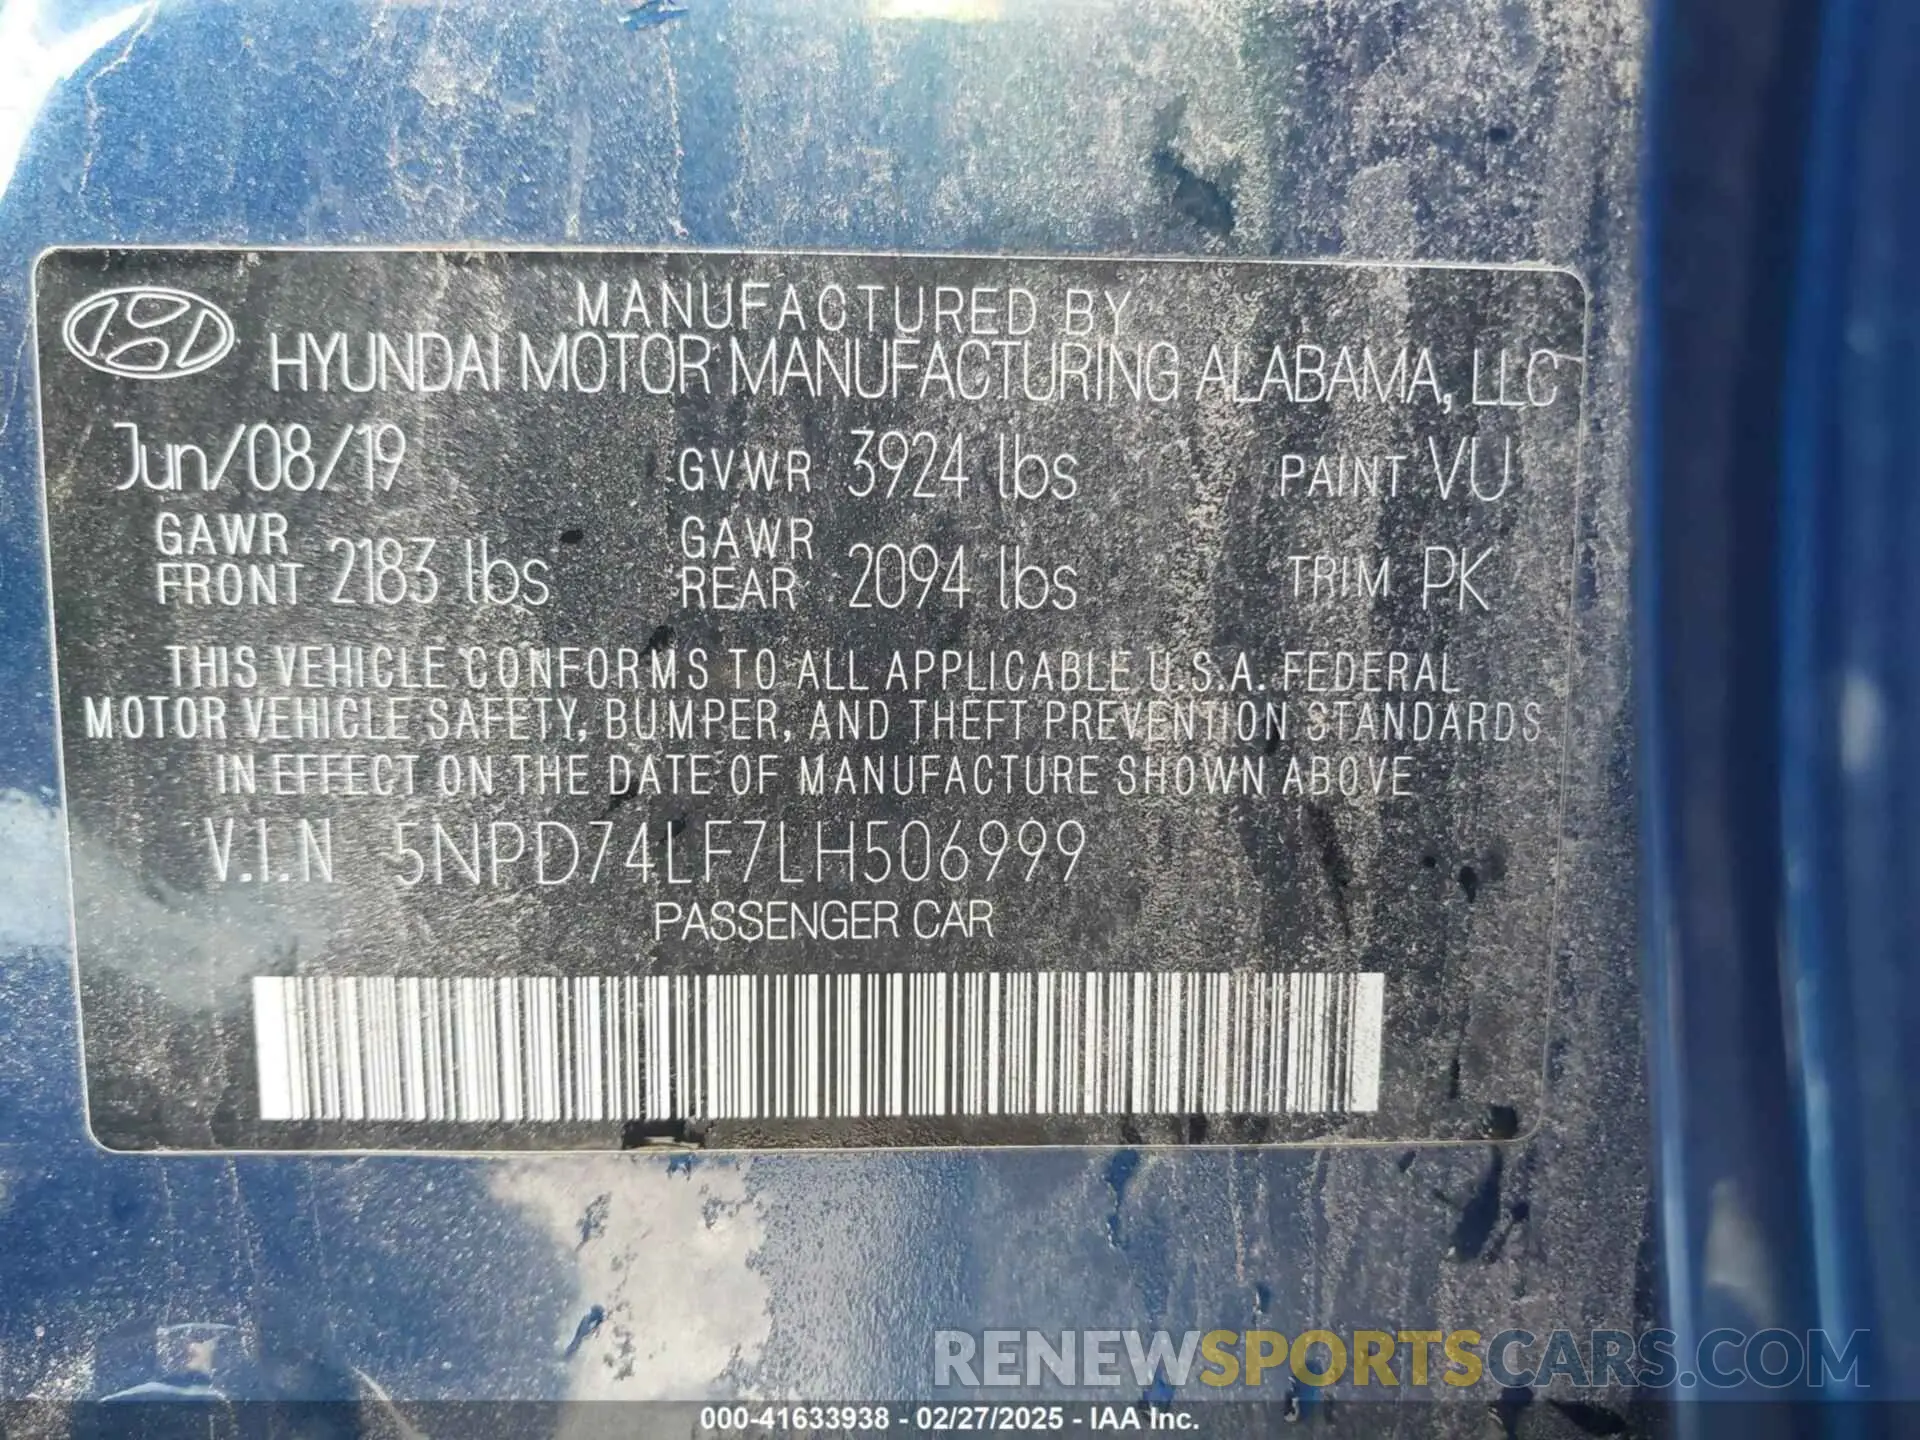 MANUFACTURED BY
HYUNDAI MOTOR MANUFACTURING ALABAMA, LLC
Jun/08/19 GVWR 3924 lbs PAINT VU
GAWR FRONT 2183 lbs GAWR REAR 2094 lbs TRIM PK
THIS VEHICLE CONFORMS TO ALL APPLICABLE U.S.A. FEDERAL
MOTOR VEHICLE SAFETY, BUMPER, AND THEFT PREVENTION STANDARDS
IN EFFECT ON THE DATE OF MANUFACTURE SHOWN ABOVE
V.I.N 5NPD74LF7LH506999
PASSENGER CAR
RENEWSPORTSCARS.COM
000-41633938 - 02/27/2025 - IAA Inc.